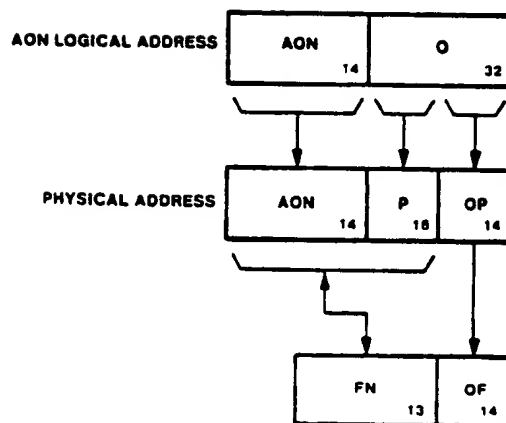 AON LOGICAL ADDRESS
AON
14
O
32
PHYSICAL ADDRESS
AON
14
P
18
OP
14
FN
13
OF
14